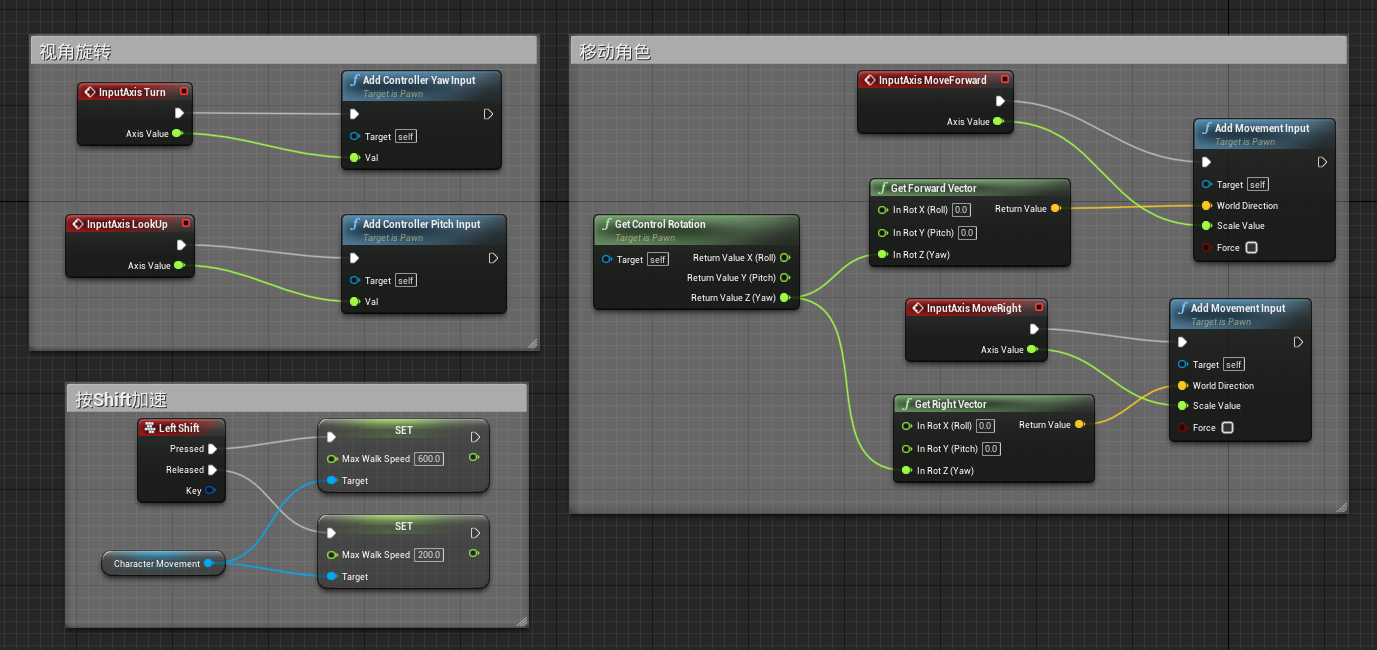 视角旋转
InputAxis Turn
Axis Value
Add Controller Yaw Input
Target is Pawn
Target self
Val
InputAxis LookUp
Axis Value
Add Controller Pitch Input
Target is Pawn
Target self
Val
按Shift加速
Left Shift
Pressed
Released
Key
Character Movement
SET
Max Walk Speed 600.0
Target
SET
Max Walk Speed 200.0
Target
移动角色
InputAxis MoveForward
Axis Value
Add Movement Input
Target is Pawn
Target self
World Direction
Scale Value
Force
Get Control Rotation
Target is Pawn
Target self
Return Value X (Roll)
Return Value Y (Pitch)
Return Value Z (Yaw)
Get Forward Vector
In Rot X (Roll) 0.0 Return Value
In Rot Y (Pitch) 0.0
In Rot Z (Yaw)
InputAxis MoveRight
Axis Value
Add Movement Input
Target is Pawn
Target self
World Direction
Scale Value
Force
Get Right Vector
In Rot X (Roll) 0.0 Return Value
In Rot Y (Pitch) 0.0
In Rot Z (Yaw)